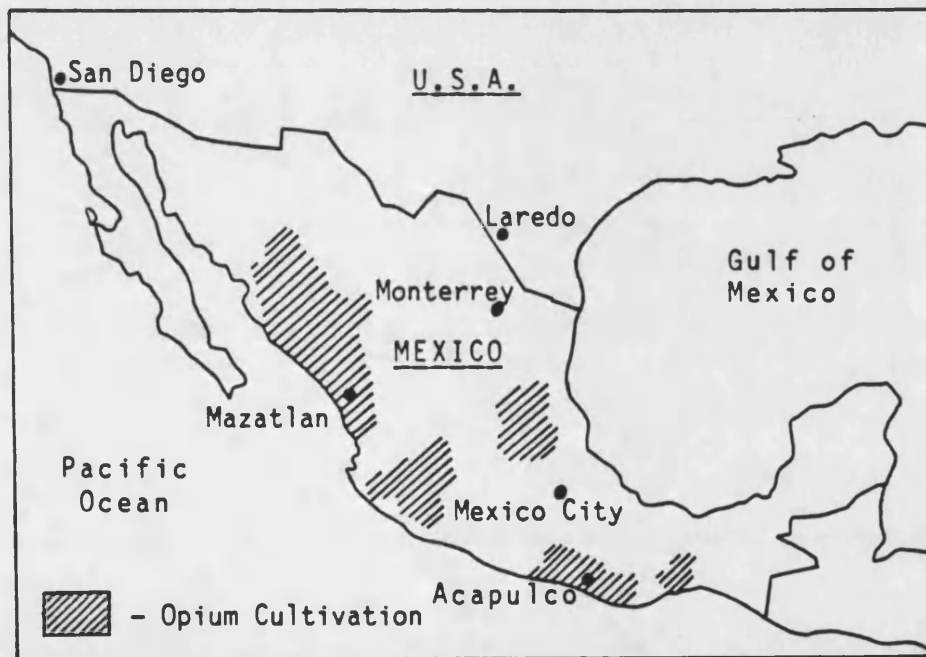 San Diego
U.S.A.
Laredo
Gulf of
Mexico
Monterrey
MEXICO
Mazatlan
Pacific
Ocean
Mexico City
Acapulco
- Opium Cultivation